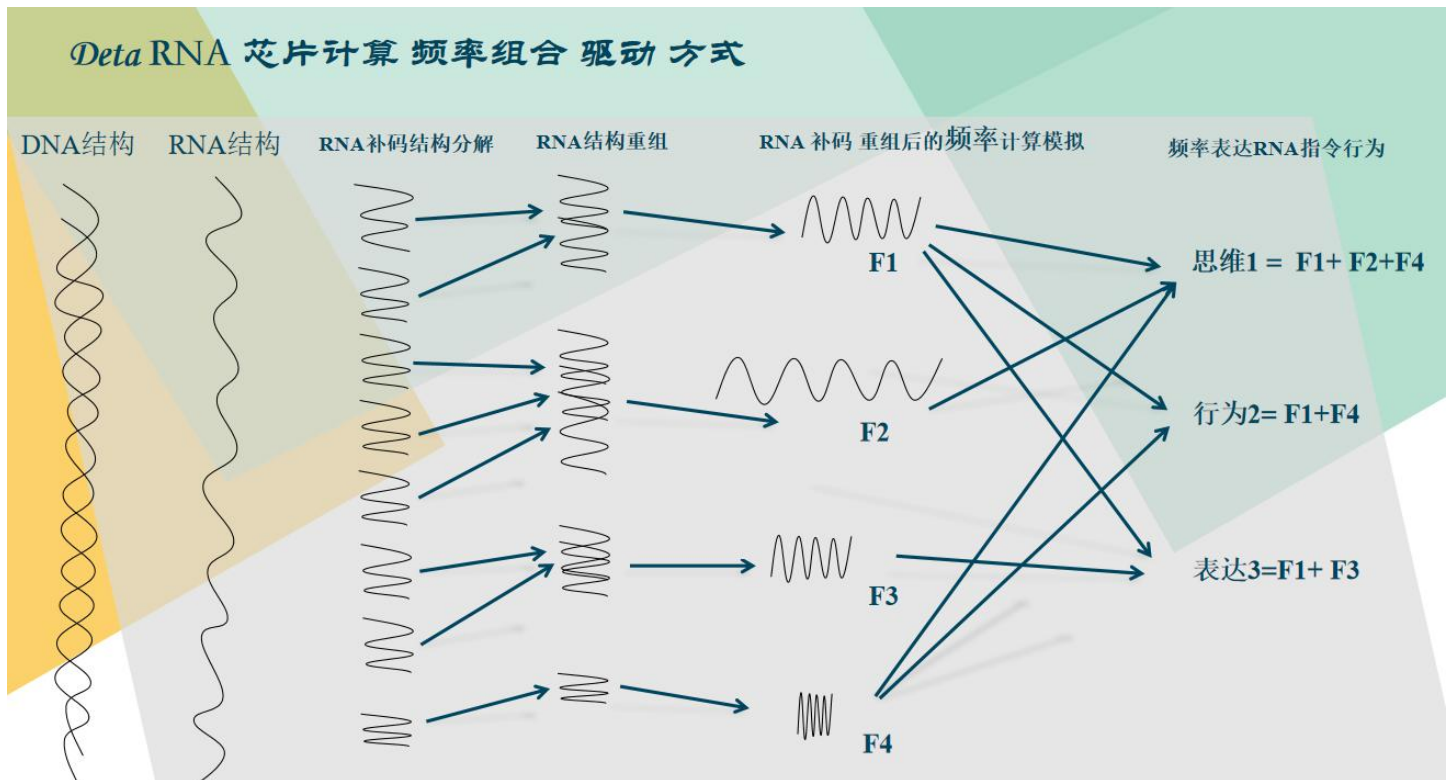 Deta RNA 芯片计算 频率组合 驱动 方式
DNA结构
RNA结构
RNA补码结构分解
RNA结构重组
RNA 补码 重组后的频率计算模拟
频率表达RNA指令行为
F1
思维1 = F1+ F2+F4
F2
行为2= F1+F4
F3
表达3=F1+ F3
F4